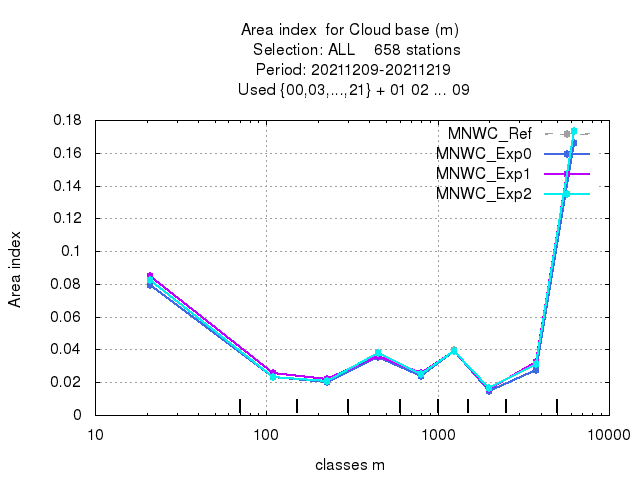 Area index  for Cloud base (m)
Selection: ALL    658 stations
Period: 20211209-20211219
Used {00,03,...,21} + 01 02 ... 09
MNWC_Ref
MNWC_Exp0
MNWC_Exp1
MNWC_Exp2
Area index
0.18
0.16
0.14
0.12
0.1
0.08
0.06
0.04
0.02
0
10
100
1000
10000
classes m